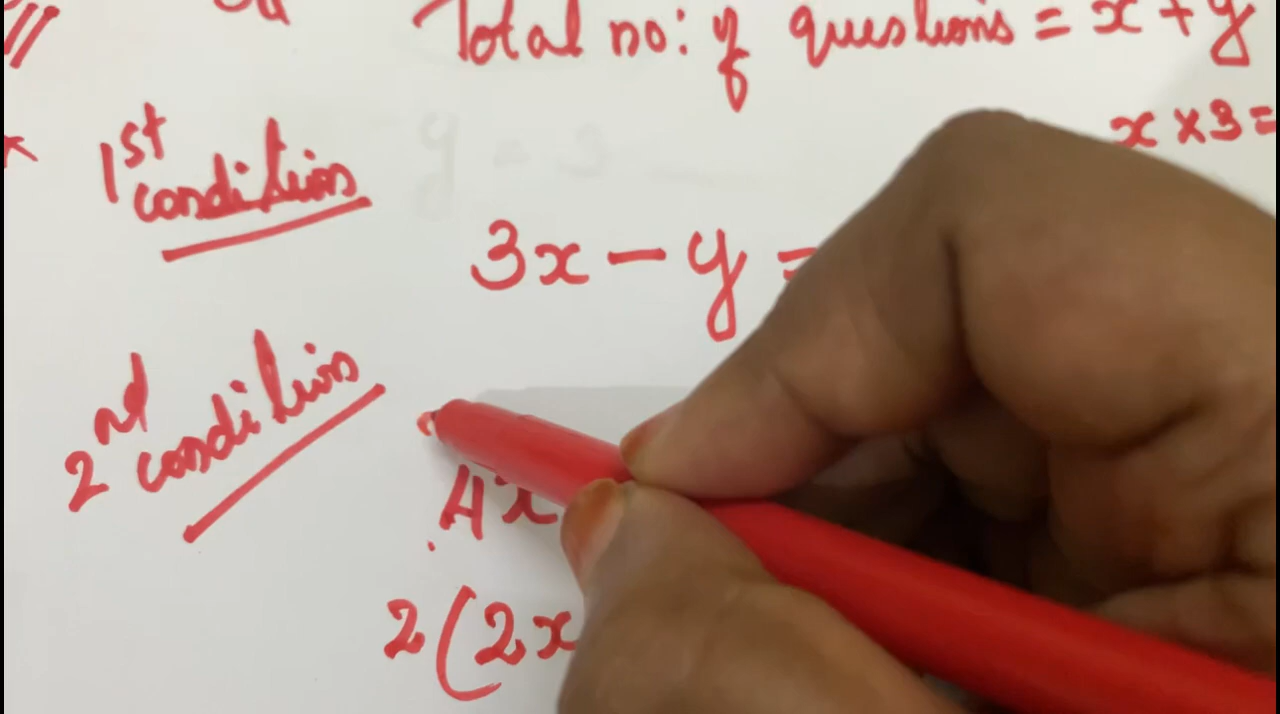 Total no: of questions = x + y
x × 3 =
1st condition
3x - y =
2nd condition
4x
2(2x